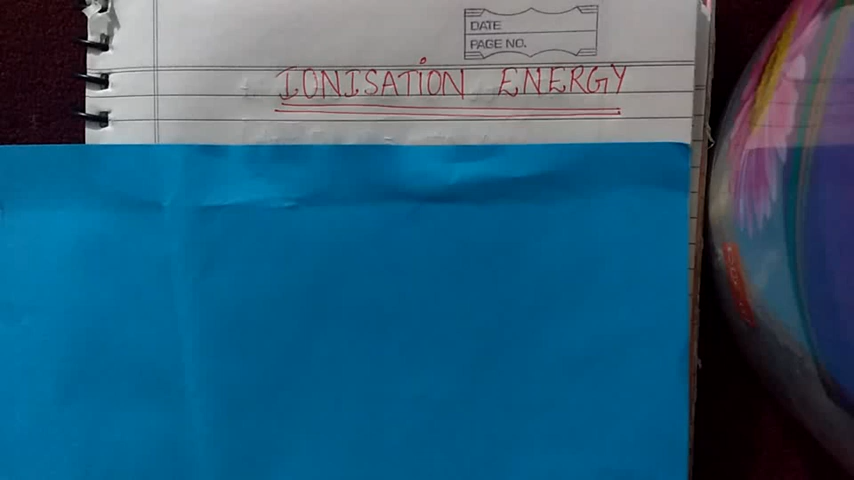 DATE
PAGE NO.
IONISATION ENERGY